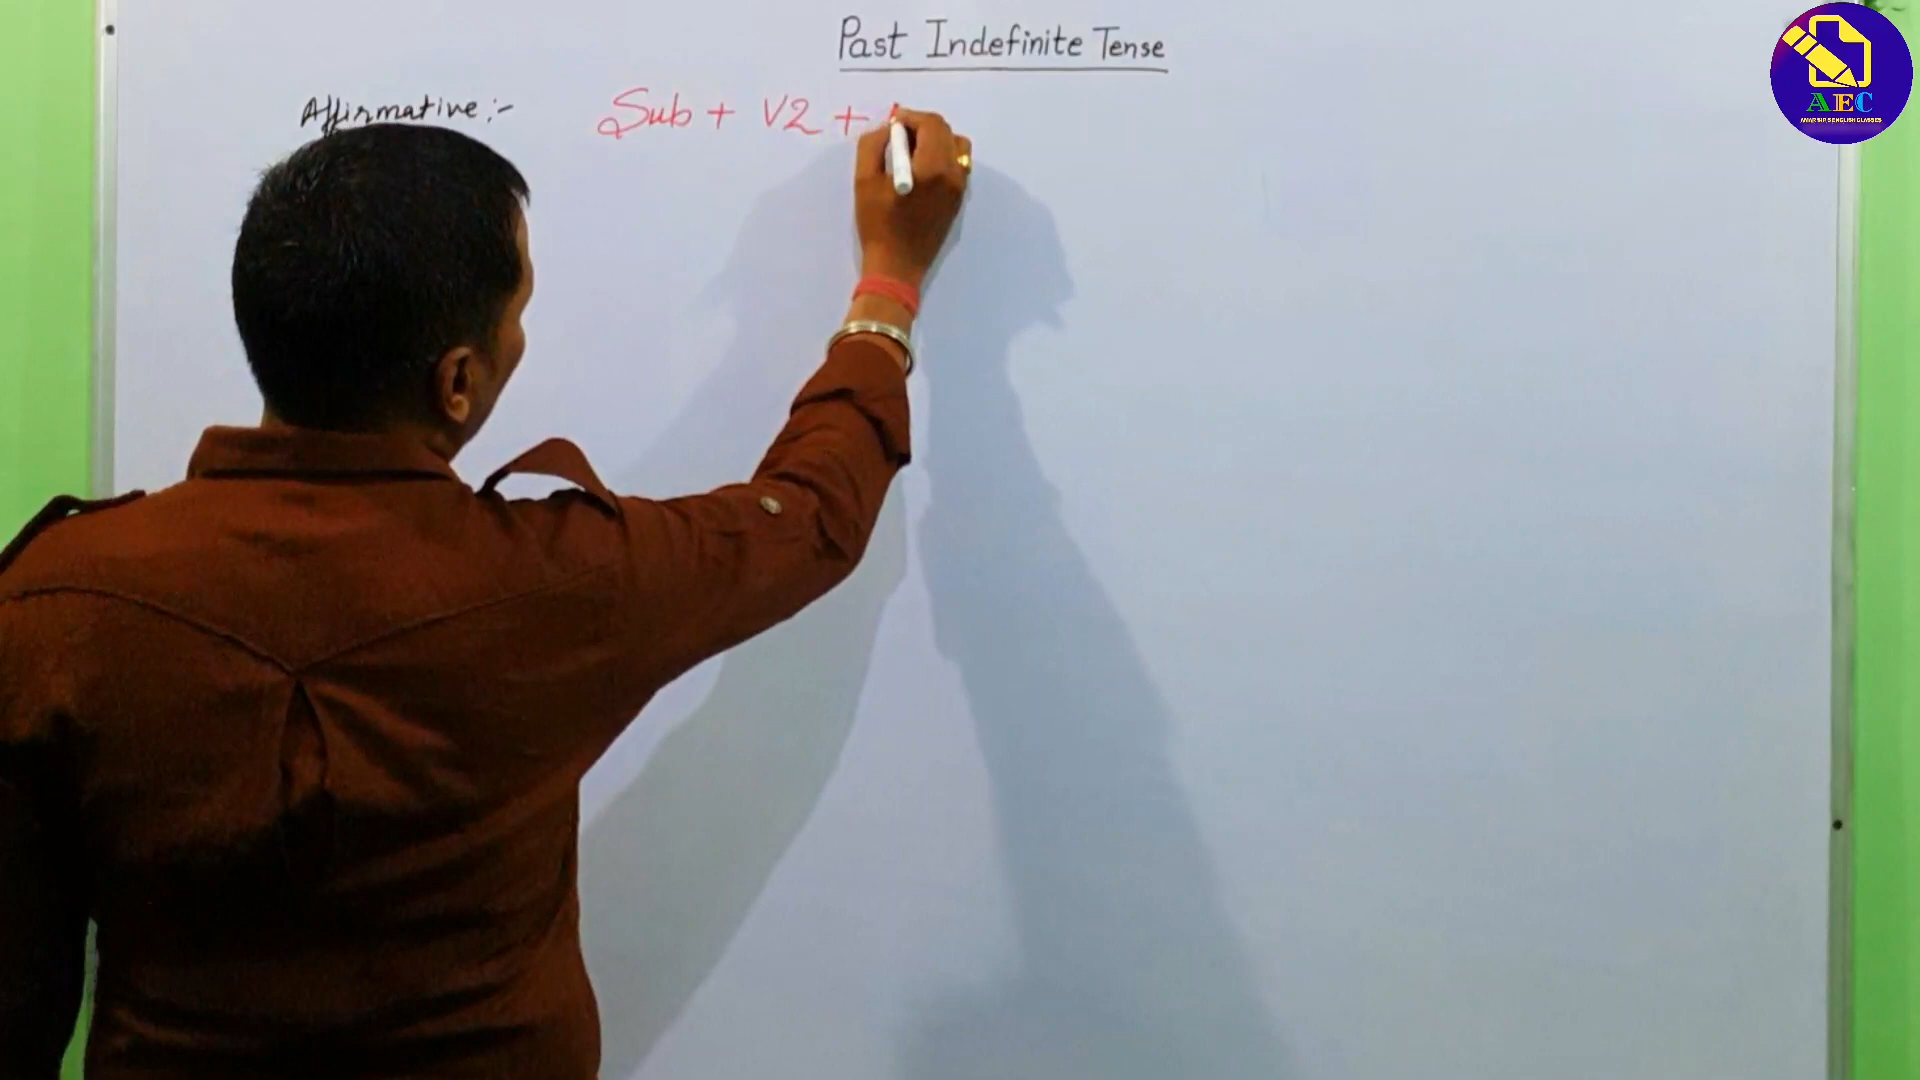 Past Indefinite Tense
Affirmative :-  Sub + V2 +
AEC